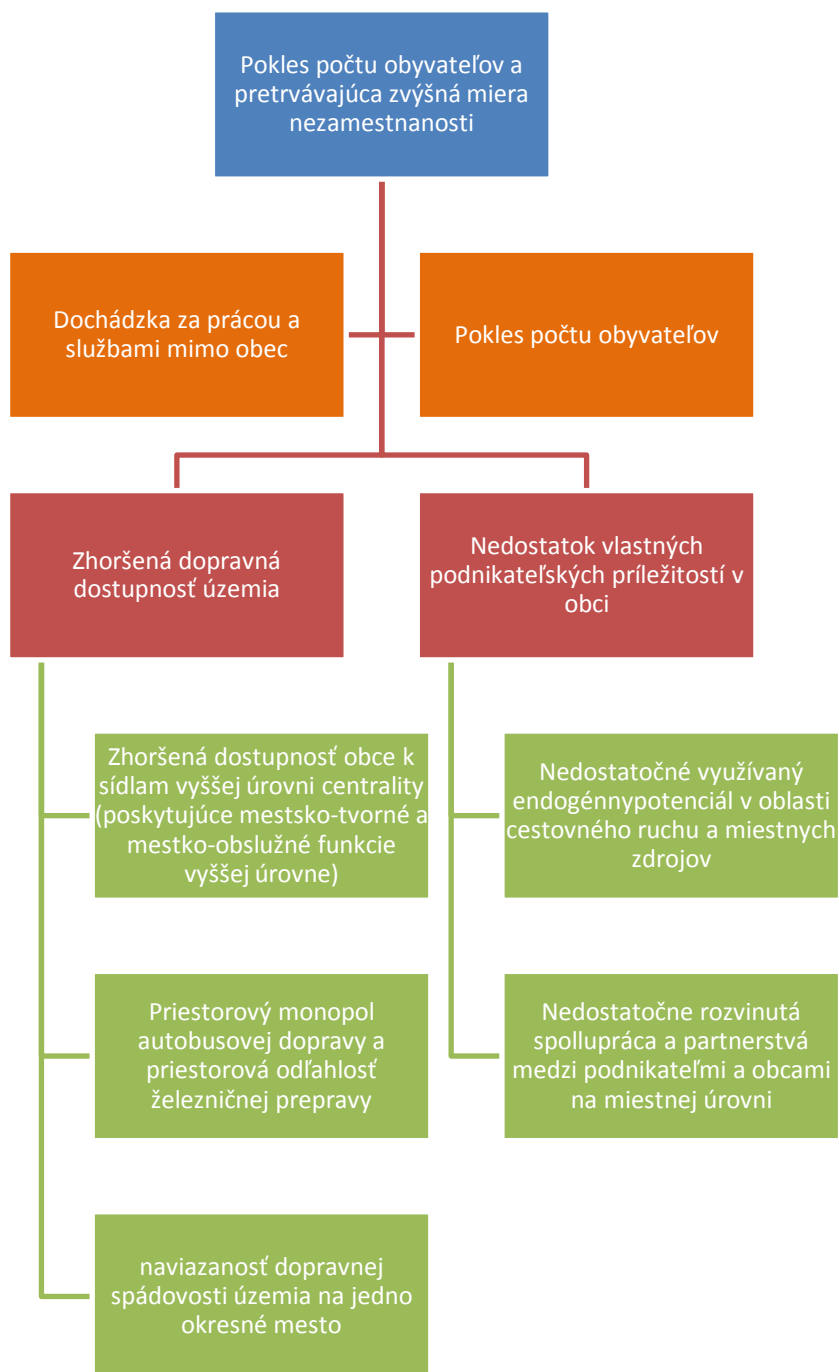 Pokles počtu obyvateľov a
pretrvávajúca zvýšná miera
nezamestnanosti
Dochádzka za prácou a
službami mimo obec
Pokles počtu obyvateľov
Zhoršená dopravná
dostupnosť územia
Nedostatok vlastných
podnikateľských príležitostí v
obci
Zhoršená dostupnosť obce k
sídlam vyššej úrovni centrality
(poskytujúce mestsko-tvorné a
mestko-obslužné funkcie
vyššej úrovne)
Priestorový monopol
autobusovej dopravy a
priestorová odľahlosť
železničnej prepravy
naviazanosť dopravnej
spádovosti územia na jedno
okresné mesto
Nedostatočné využívaný
endogénnypotenciál v oblasti
cestovného ruchu a miestnych
zdrojov
Nedostatočne rozvinutá
spollupráca a partnerstvá
medzi podnikateľmi a obcami
na miestnej úrovni